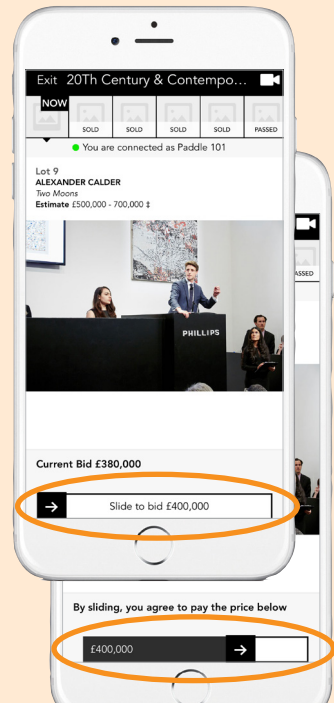 Exit 20Th Century & Contempo...
NOW
SOLD
SOLD
SOLD
SOLD
PASSED
You are connected as Paddle 101
Lot 9
ALEXANDER CALDER
Two Moons
Estimate £500,000 - 700,000 ‡
PHILLIPS
Current Bid £380,000
Slide to bid £400,000
ASSED
By sliding, you agree to pay the price below
£400,000